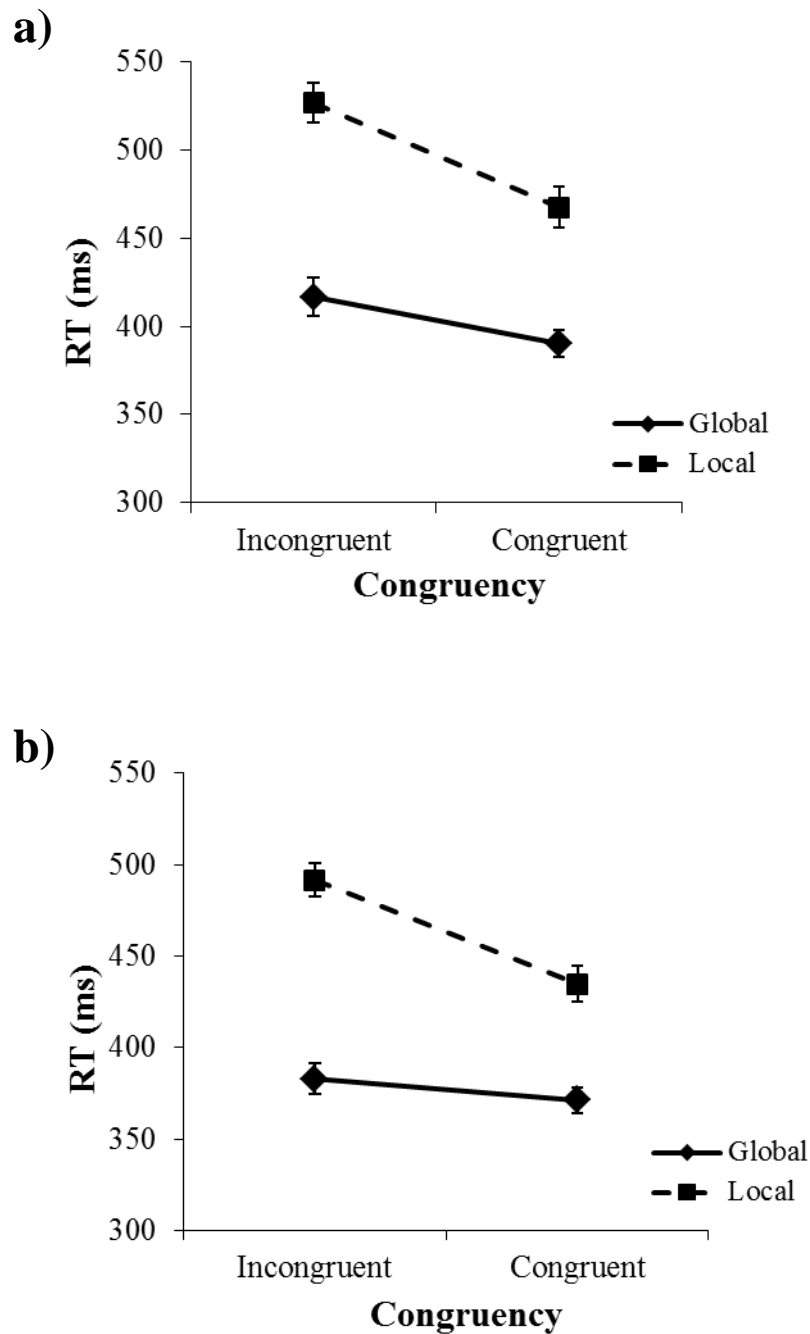 a)
RT (ms)
550
500
450
400
350
300
Global
Local
Incongruent Congruent
Congruency
b)
RT (ms)
550
500
450
400
350
300
Global
Local
Incongruent Congruent
Congruency